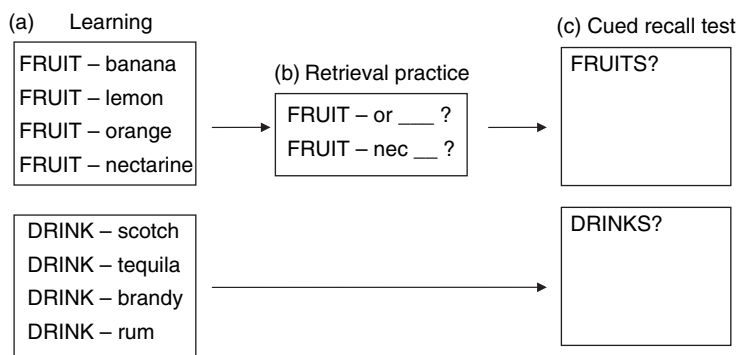 (a) Learning
FRUIT – banana
FRUIT – lemon
FRUIT – orange
FRUIT – nectarine
(b) Retrieval practice
FRUIT – or ___ ?
FRUIT – nec __ ?
(c) Cued recall test
FRUITS?
DRINK – scotch
DRINK – tequila
DRINK – brandy
DRINK – rum
DRINKS?